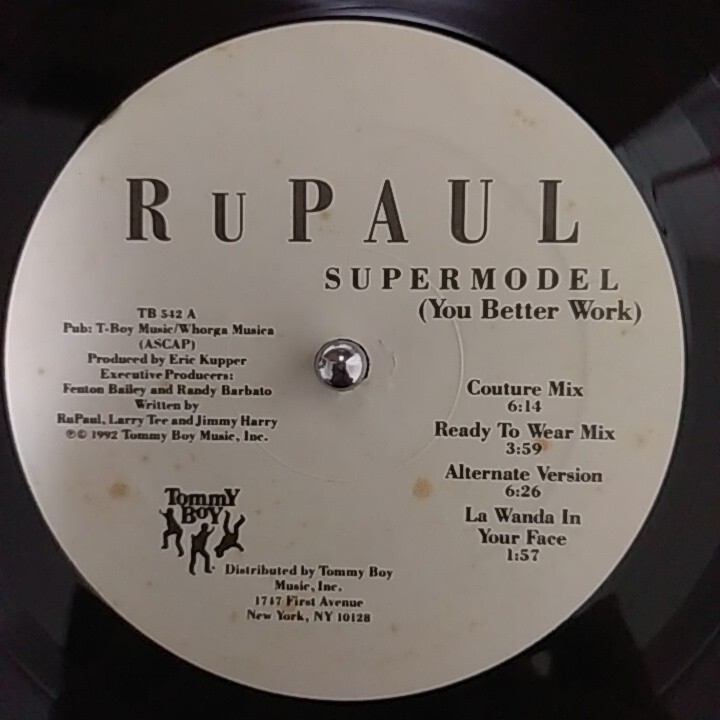 RUPAUL
SUPERMODEL
(You Better Work)
TB 542 A
Pub: T-Boy Music/Whorga Musica
(ASCAP)
Produced by Eric Kupper
Executive Producers:
Fenton Bailey and Randy Barbato
Written by
RuPaul, Larry Tee and Jimmy Harry
℗© 1992 Tommy Boy Music, Inc.
Couture Mix
6:14
Ready To Wear Mix
3:59
Alternate Version
6:26
La Wanda In
Your Face
1:57
Tommy
Boy
Distributed by Tommy Boy
Music, Inc.
1747 First Avenue
New York, NY 10128